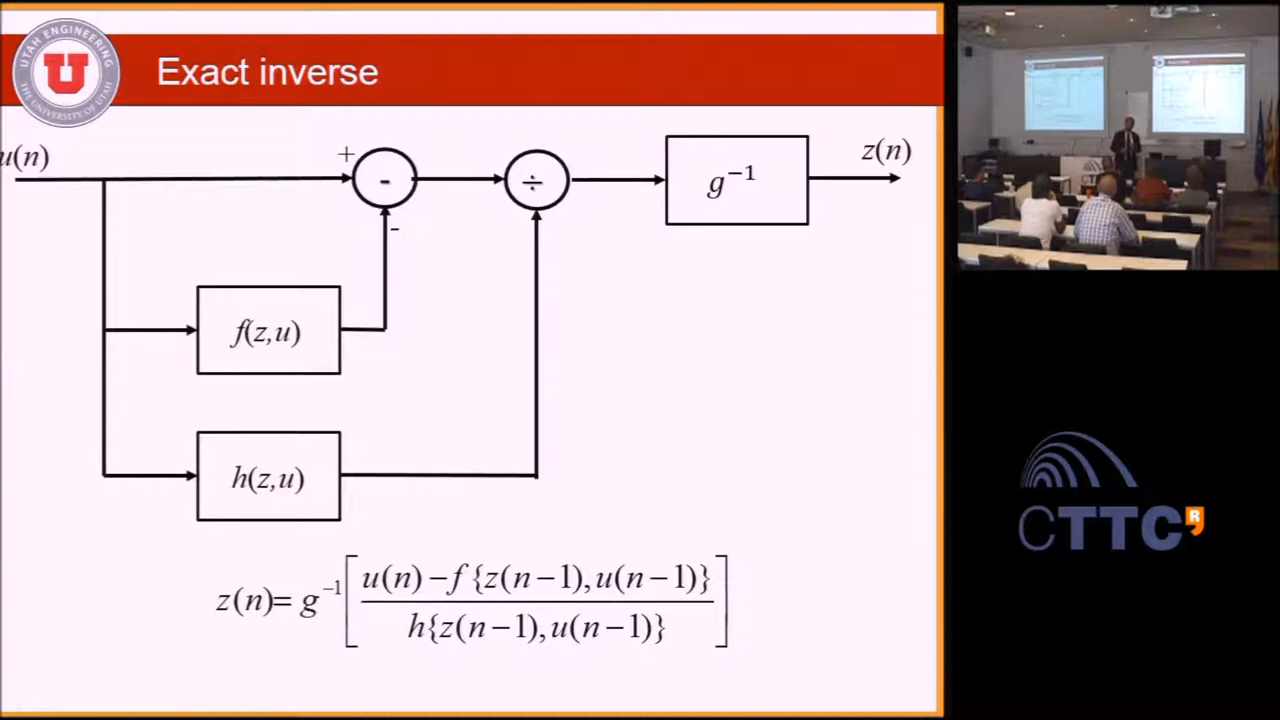 Exact inverse
UTAH ENGINEERING
U
THE UNIVERSITY OF UTAH
u(n)
+
-
÷
g⁻¹
z(n)
-
f(z,u)
h(z,u)
z(n)= g⁻¹[ u(n) − f{z(n−1),u(n−1)} / h{z(n−1),u(n−1)} ]
CTTC R